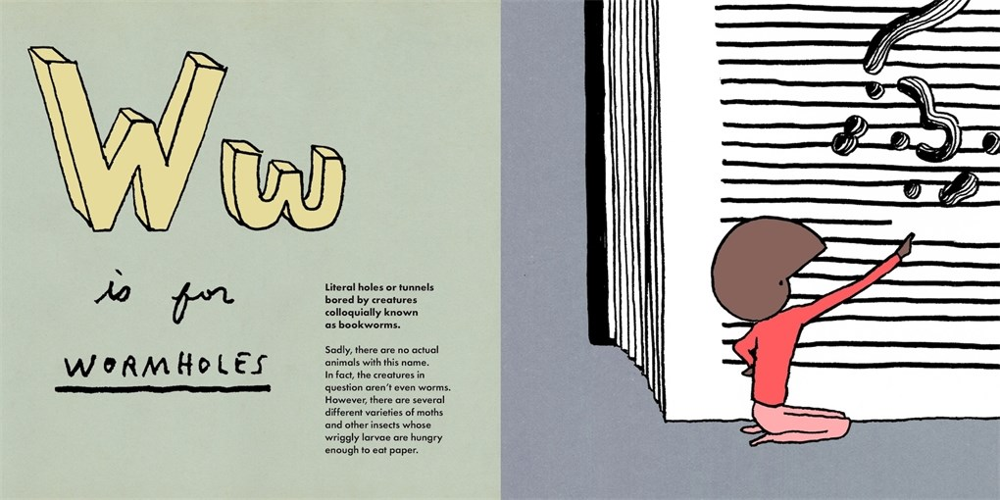 Ww
is for
WORMHOLES
Literal holes or tunnels
bored by creatures
colloquially known
as bookworms.
Sadly, there are no actual
animals with this name.
In fact, the creatures in
question aren't even worms.
However, there are several
different varieties of moths
and other insects whose
wriggly larvae are hungry
enough to eat paper.